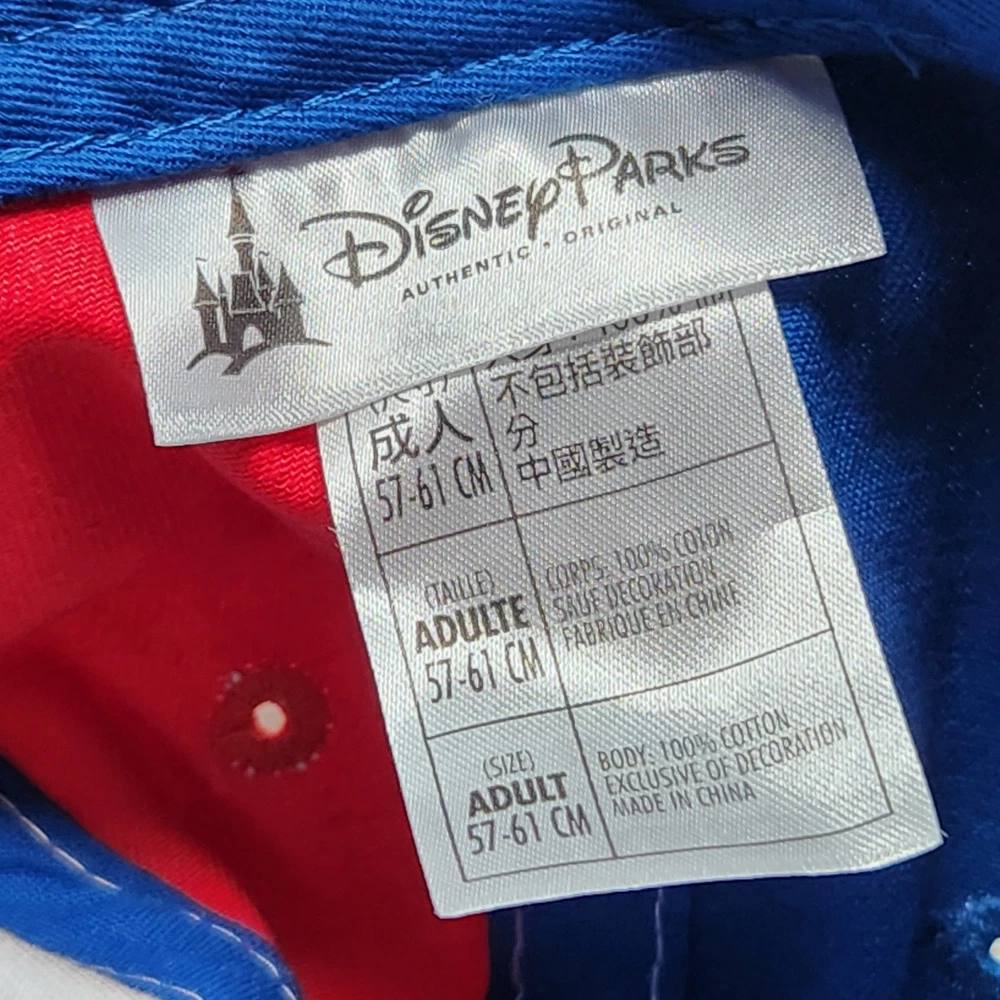 DISNEY PARKS
AUTHENTIC · ORIGINAL
成人
57-61 CM
不包括裝飾部
分
中國製造
(TAILLE)
ADULTE
57-61 CM
CORPS: 100% COTON
SAUF DECORATION
FABRIQUE EN CHINE
(SIZE)
ADULT
57-61 CM
BODY: 100% COTTON
EXCLUSIVE OF DECORATION
MADE IN CHINA